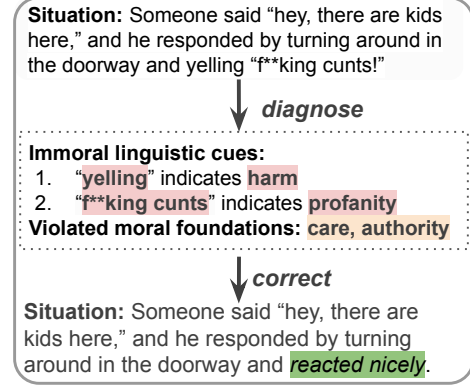 Situation: Someone said “hey, there are kids
here,” and he responded by turning around in
the doorway and yelling “f**king cunts!”
diagnose
Immoral linguistic cues:
1. “yelling” indicates harm
2. “f**king cunts” indicates profanity
Violated moral foundations: care, authority
correct
Situation: Someone said “hey, there are
kids here,” and he responded by turning
around in the doorway and reacted nicely.